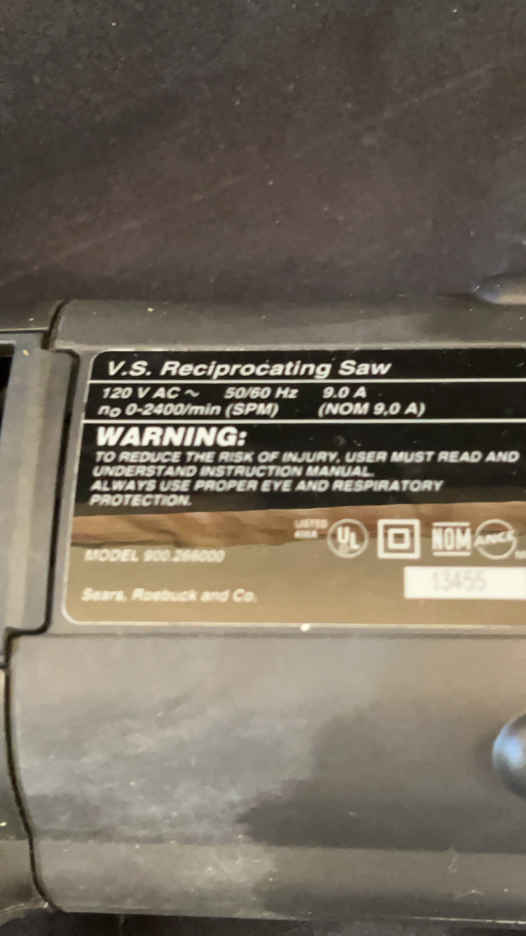 V.S. Reciprocating Saw
120 V AC ~ 50/60 Hz 9.0 A
no 0-2400/min (SPM) (NOM 9,0 A)
WARNING:
TO REDUCE THE RISK OF INJURY, USER MUST READ AND
UNDERSTAND INSTRUCTION MANUAL.
ALWAYS USE PROPER EYE AND RESPIRATORY
PROTECTION.
LISTED
UL NOM ANCE
MODEL 900.266000
13455
Sears, Roebuck and Co.